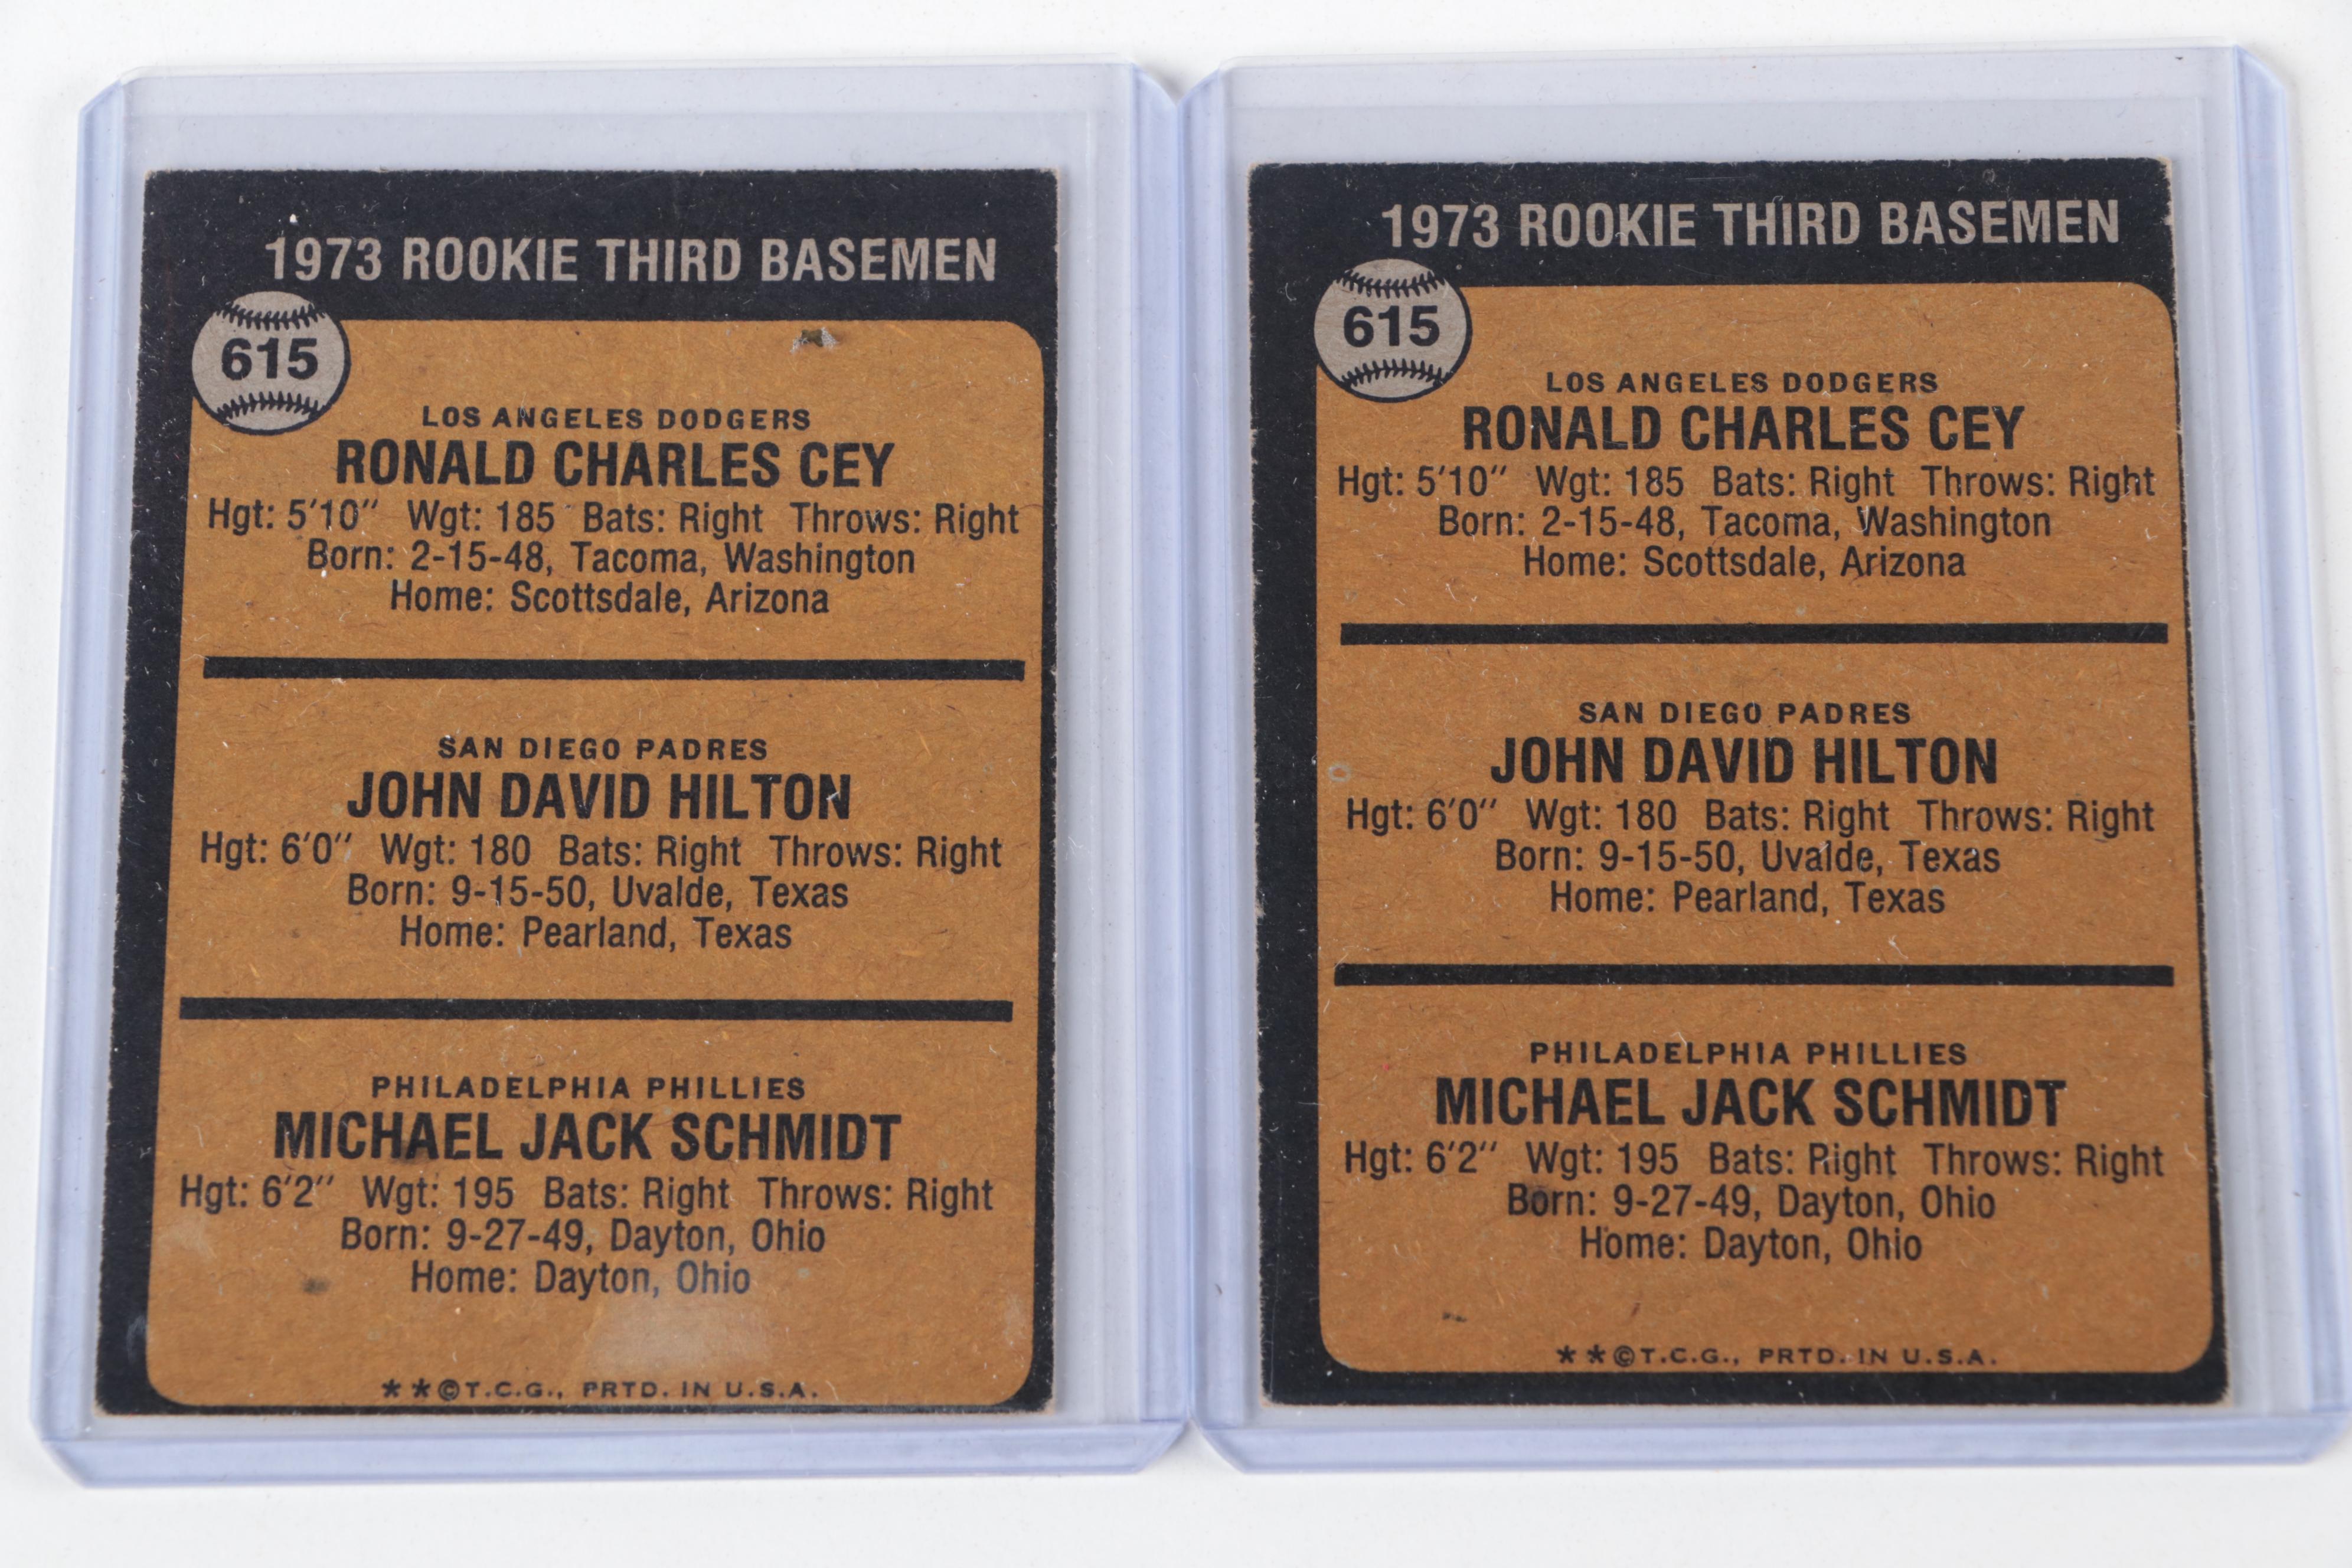 1973 ROOKIE THIRD BASEMEN
615
LOS ANGELES DODGERS
RONALD CHARLES CEY
Hgt: 5'10" Wgt: 185 Bats: Right Throws: Right
Born: 2-15-48, Tacoma, Washington
Home: Scottsdale, Arizona
SAN DIEGO PADRES
JOHN DAVID HILTON
Hgt: 6'0" Wgt: 180 Bats: Right Throws: Right
Born: 9-15-50, Uvalde, Texas
Home: Pearland, Texas
PHILADELPHIA PHILLIES
MICHAEL JACK SCHMIDT
Hgt: 6'2" Wgt: 195 Bats: Right Throws: Right
Born: 9-27-49, Dayton, Ohio
Home: Dayton, Ohio
**©T.C.G., PRTD. IN U.S.A.
1973 ROOKIE THIRD BASEMEN
615
LOS ANGELES DODGERS
RONALD CHARLES CEY
Hgt: 5'10" Wgt: 185 Bats: Right Throws: Right
Born: 2-15-48, Tacoma, Washington
Home: Scottsdale, Arizona
SAN DIEGO PADRES
JOHN DAVID HILTON
Hgt: 6'0" Wgt: 180 Bats: Right Throws: Right
Born: 9-15-50, Uvalde, Texas
Home: Pearland, Texas
PHILADELPHIA PHILLIES
MICHAEL JACK SCHMIDT
Hgt: 6'2" Wgt: 195 Bats: Right Throws: Right
Born: 9-27-49, Dayton, Ohio
Home: Dayton, Ohio
**©T.C.G., PRTD. IN U.S.A.